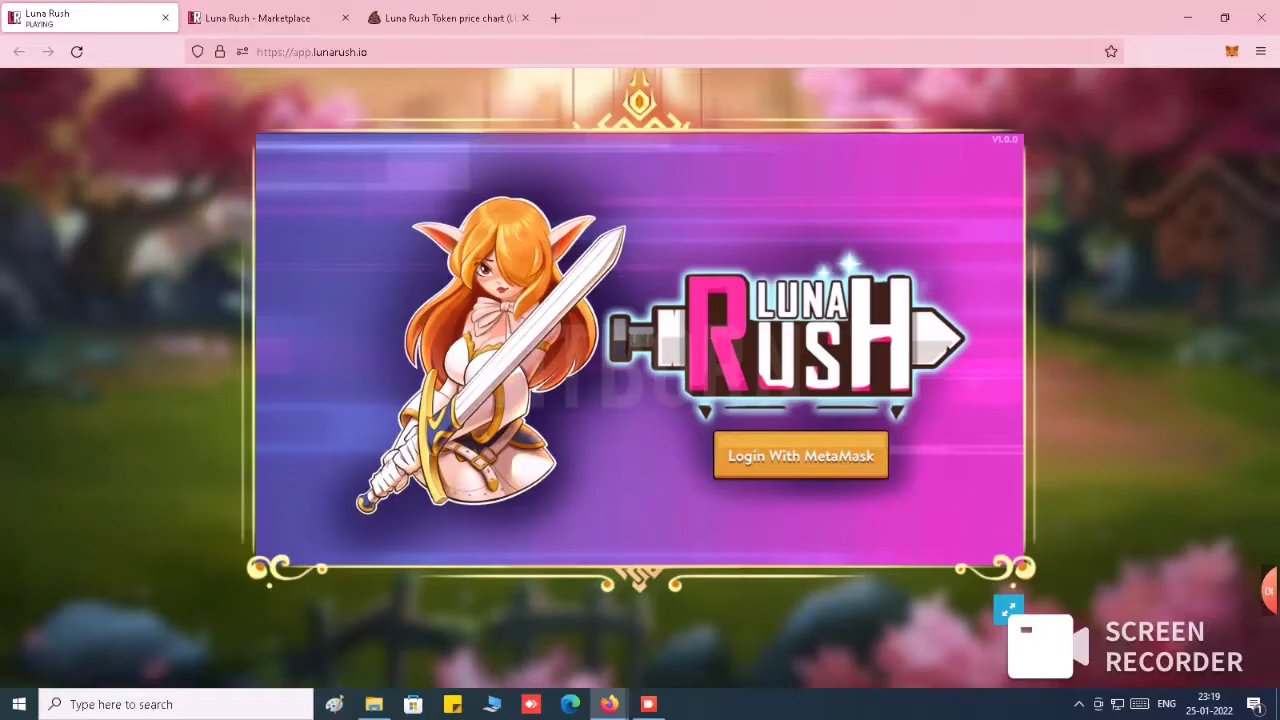 Luna Rush
PLAYING
Luna Rush - Marketplace
Luna Rush Token price chart (L
https://app.lunarush.io
V1.0.0
LUNA
RUSH
Login With MetaMask
SCREEN
RECORDER
Type here to search
ENG
23:19
25-01-2022